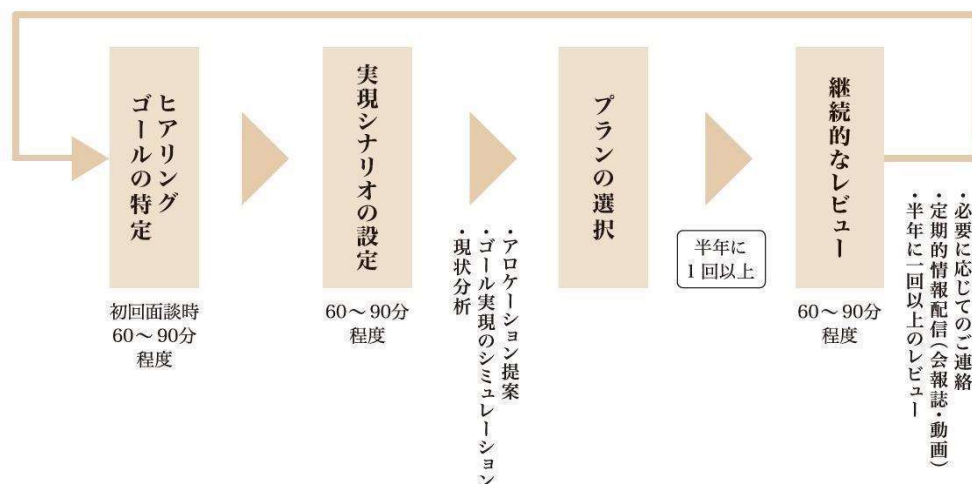 ヒアリング
ゴールの特定
初回面談時
60～90分
程度
実現シナリオの設定
60～90分
程度
・アロケーション提案
・ゴール実現のシミュレーション
・現状分析
プランの選択
半年に
1回以上
継続的なレビュー
60～90分
程度
・必要に応じてのご連絡
・定期的情報配信(会報誌・動画)
・半年に一回以上のレビュー